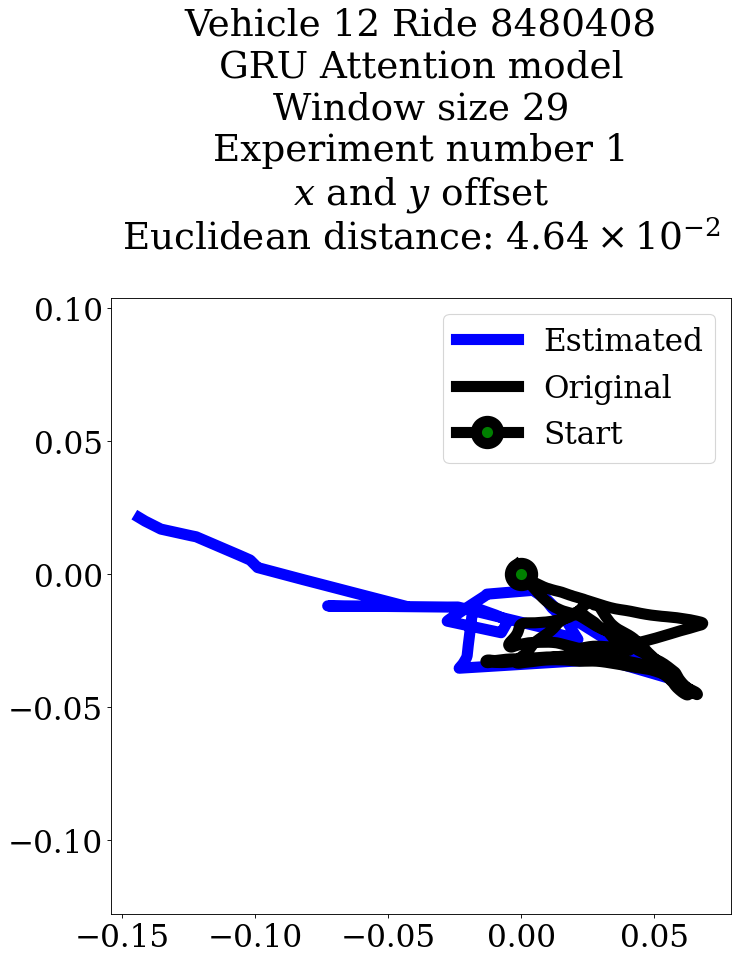 Vehicle 12 Ride 8480408
GRU Attention model
Window size 29
Experiment number 1
x and y offset
Euclidean distance: 4.64 × 10⁻²
0.10
0.05
0.00
−0.05
−0.10
Estimated
Original
Start
−0.15 −0.10 −0.05 0.00 0.05